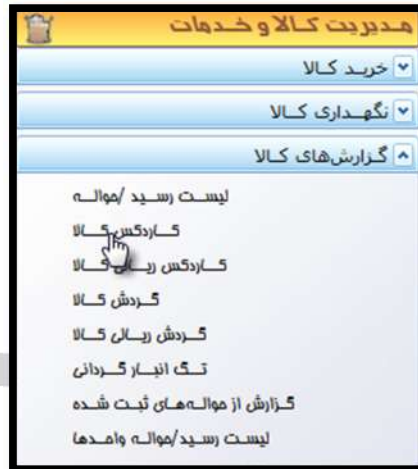 مدیریت کالا و خدمات
خرید کالا
نگهداری کالا
گزارش‌های کالا
لیست رسید /حواله
کاردکس کالا
کاردکس ریالی کالا
گردش کالا
گردش ریالی کالا
تگ انبار گردانی
گزارش از حواله‌های ثبت شده
لیست رسید/حواله واحدها